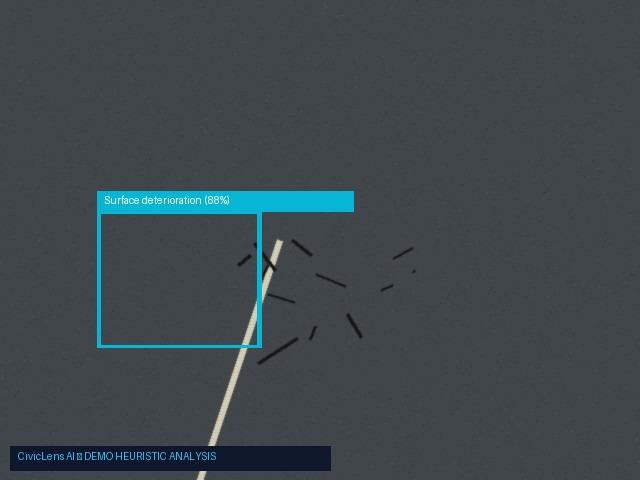 Surface deterioration (88%)
CivicLens AI □ DEMO HEURISTIC ANALYSIS